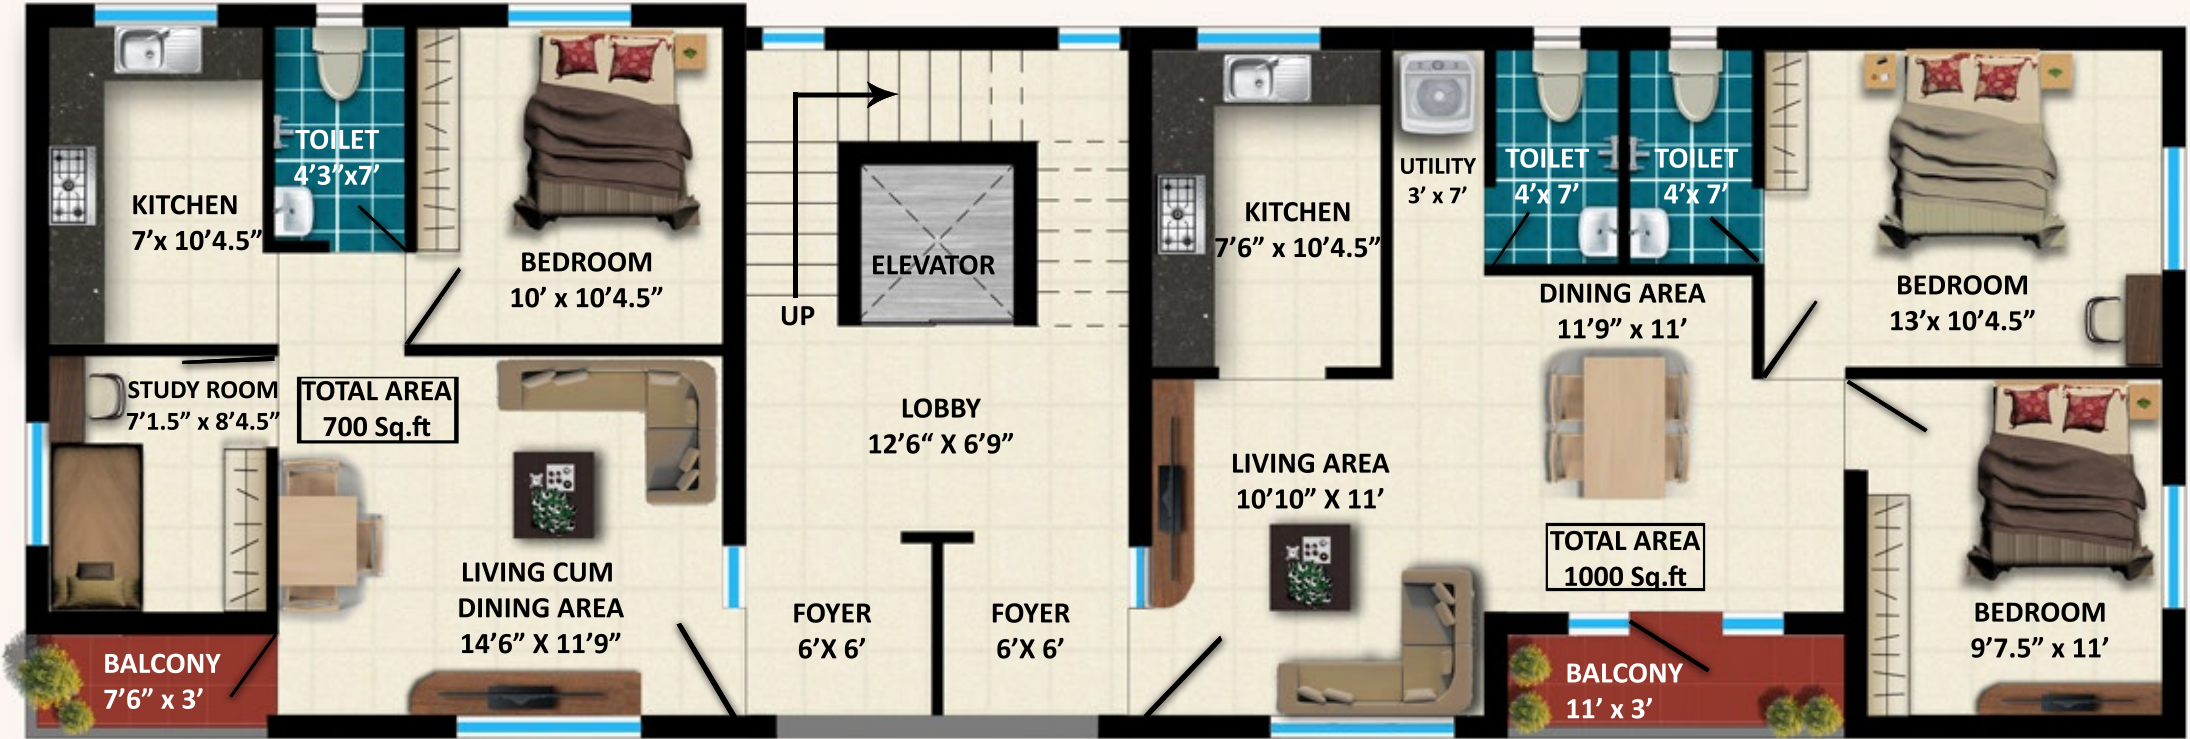 KITCHEN
7'x 10'4.5”
TOILET
4'3”x7'
BEDROOM
10' x 10'4.5”
STUDY ROOM
7'1.5” x 8'4.5”
TOTAL AREA
700 Sq.ft
LIVING CUM
DINING AREA
14'6” X 11'9”
BALCONY
7'6” x 3'
UP
ELEVATOR
LOBBY
12'6“ X 6'9”
FOYER
6'X 6'
FOYER
6'X 6'
KITCHEN
7'6” x 10'4.5”
UTILITY
3' x 7'
TOILET
4'x 7'
TOILET
4'x 7'
BEDROOM
13'x 10'4.5”
DINING AREA
11'9” x 11'
LIVING AREA
10'10” X 11'
TOTAL AREA
1000 Sq.ft
BALCONY
11' x 3'
BEDROOM
9'7.5” x 11'